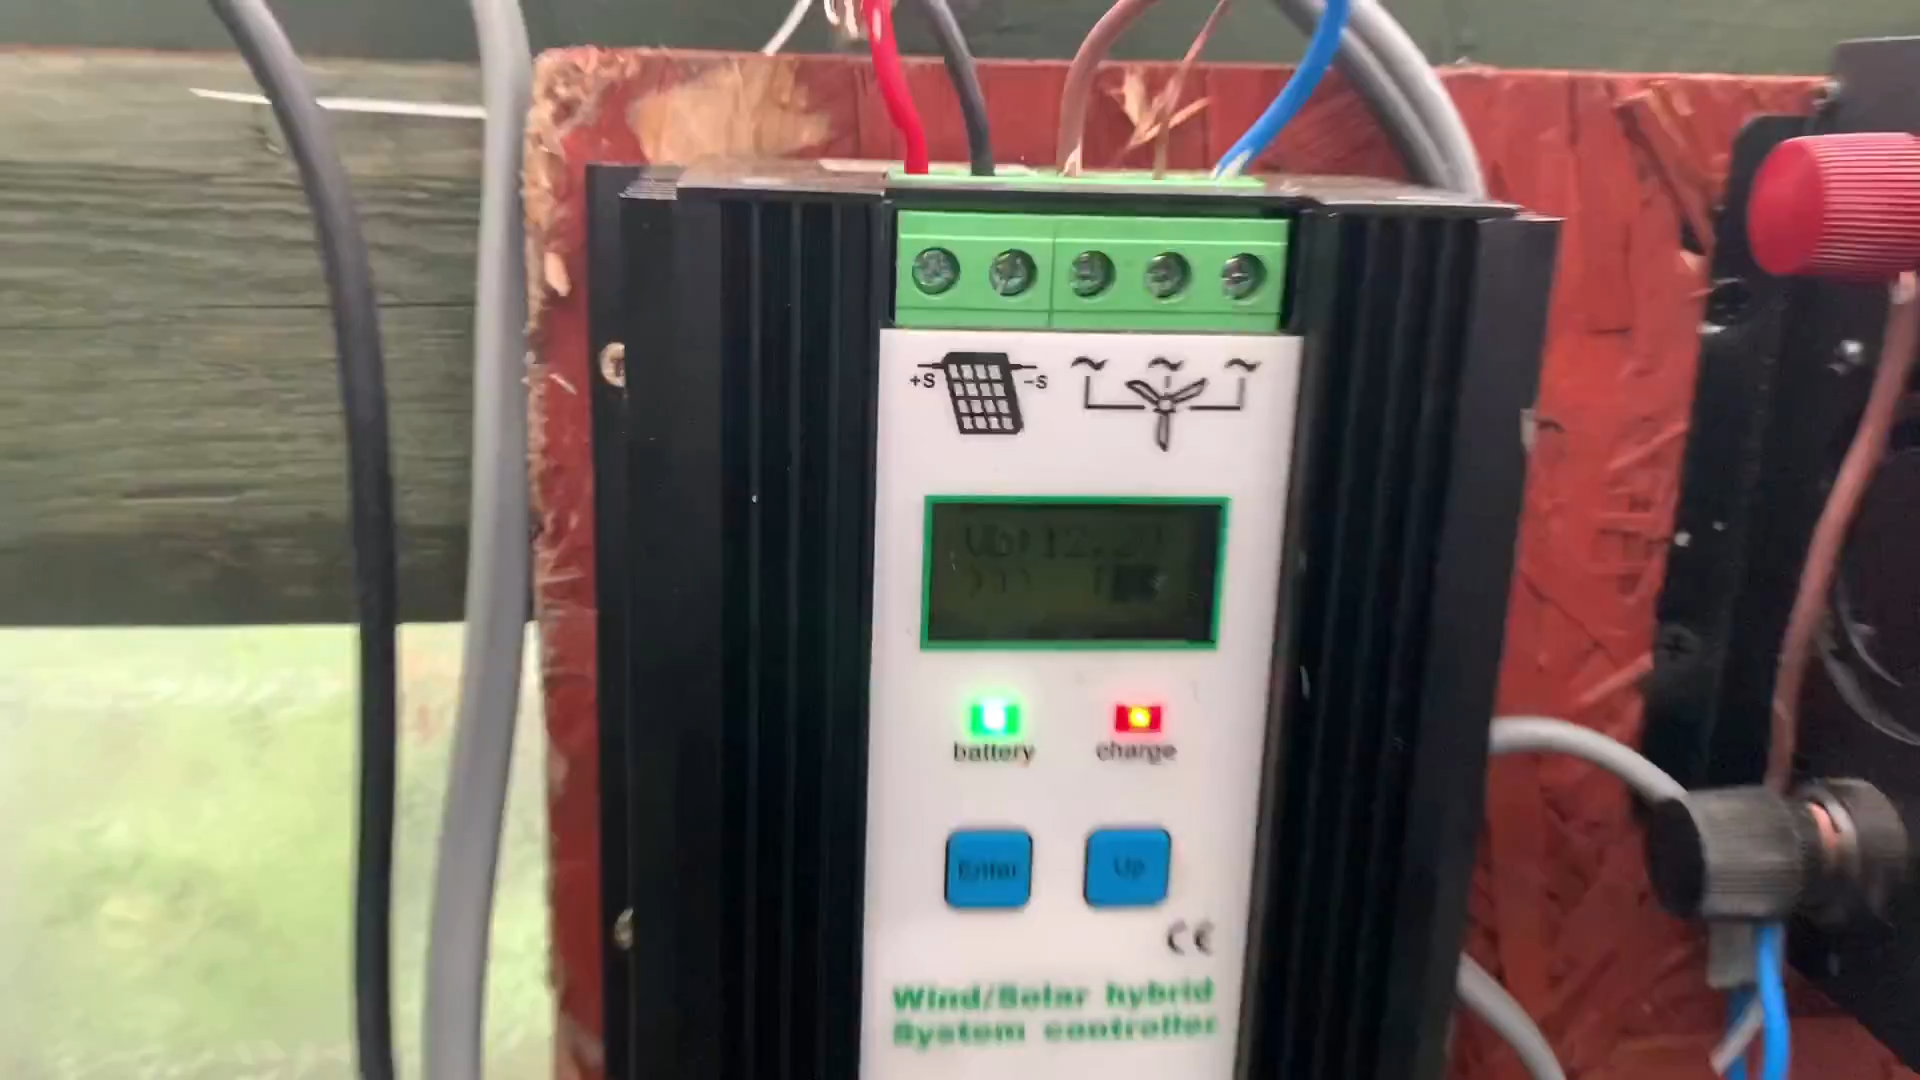 +S -S
battery charge
Enter Up
CE
Wind/Solar hybrid
System controller